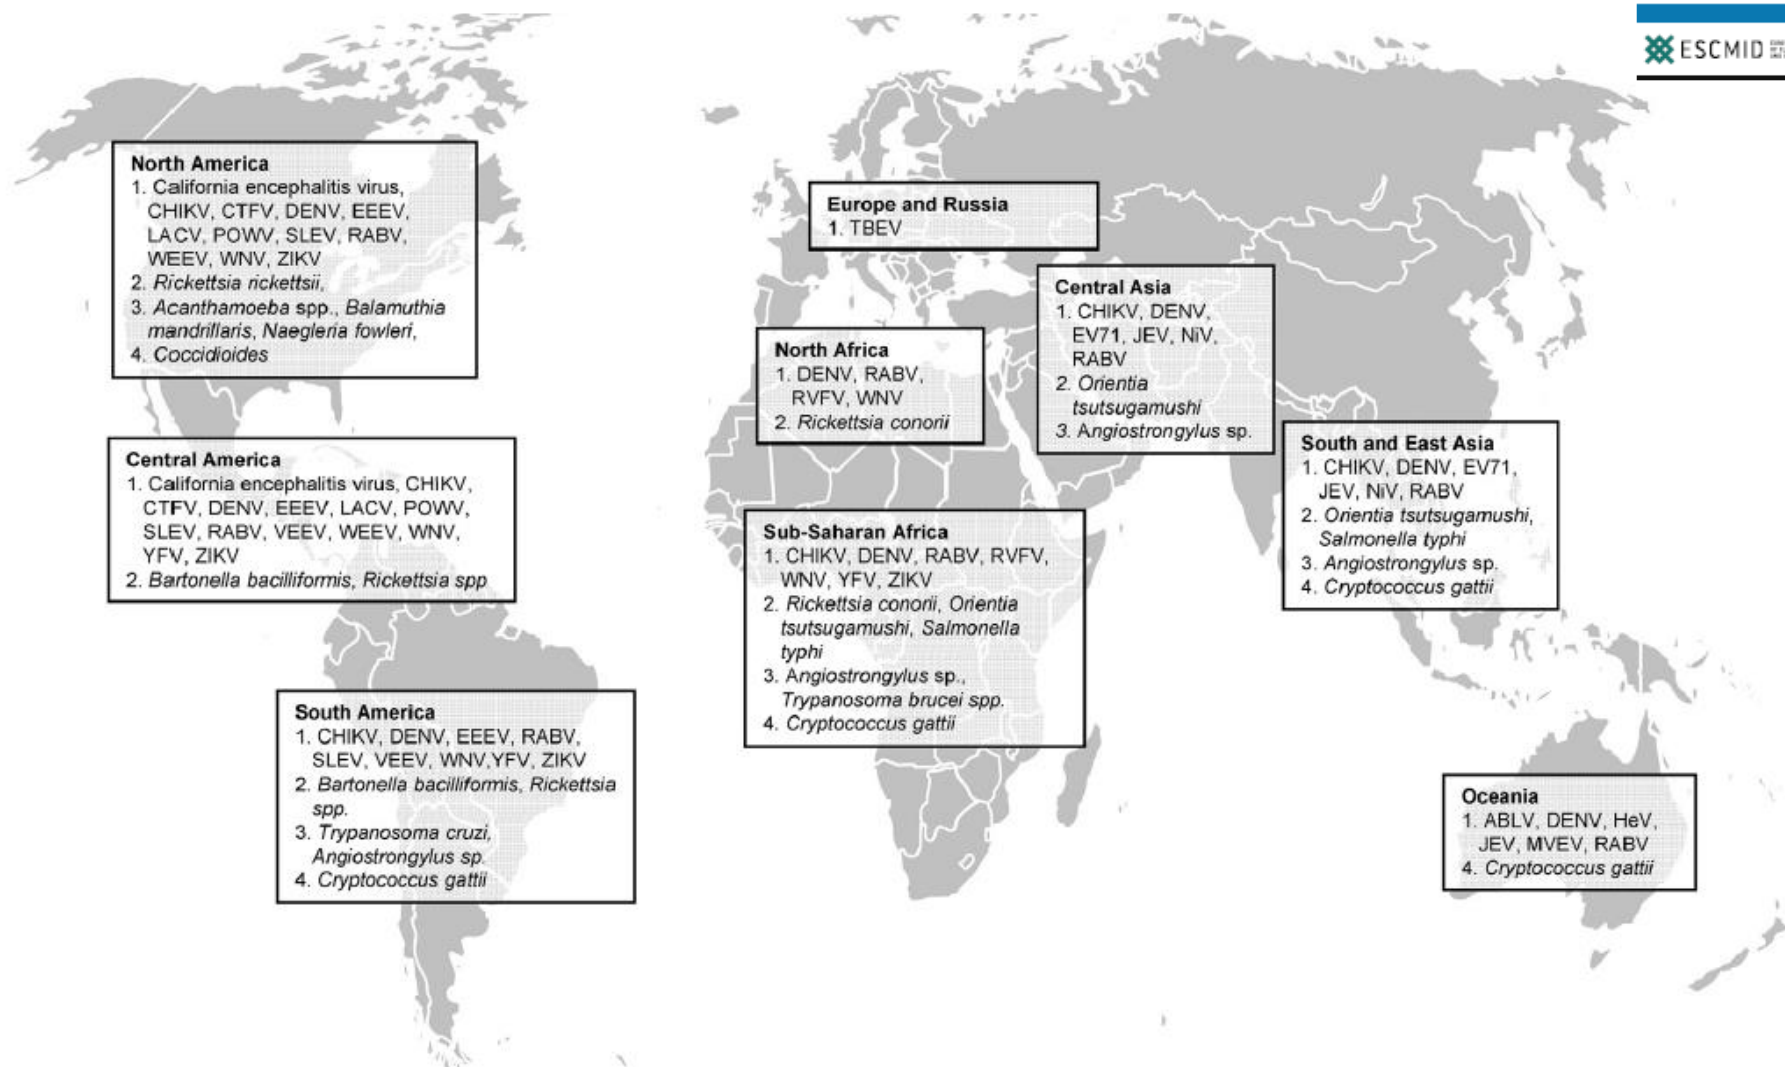 ESCMID
North America
1. California encephalitis virus,
CHIKV, CTFV, DENV, EEEV,
LACV, POWV, SLEV, RABV,
WEEV, WNV, ZIKV
2. Rickettsia rickettsii,
3. Acanthamoeba spp., Balamuthia
mandrillaris, Naegleria fowleri,
4. Coccidioides
Europe and Russia
1. TBEV
Central Asia
1. CHIKV, DENV,
EV71, JEV, NiV,
RABV
2. Orientia
tsutsugamushi
3. Angiostrongylus sp.
North Africa
1. DENV, RABV,
RVFV, WNV
2. Rickettsia conorii
South and East Asia
1. CHIKV, DENV, EV71,
JEV, NiV, RABV
2. Orientia tsutsugamushi,
Salmonella typhi
3. Angiostrongylus sp.
4. Cryptococcus gattii
Central America
1. California encephalitis virus, CHIKV,
CTFV, DENV, EEEV, LACV, POWV,
SLEV, RABV, VEEV, WEEV, WNV,
YFV, ZIKV
2. Bartonella bacilliformis, Rickettsia spp
Sub-Saharan Africa
1. CHIKV, DENV, RABV, RVFV,
WNV, YFV, ZIKV
2. Rickettsia conorii, Orientia
tsutsugamushi, Salmonella
typhi
3. Angiostrongylus sp.,
Trypanosoma brucei spp.
4. Cryptococcus gattii
South America
1. CHIKV, DENV, EEEV, RABV,
SLEV, VEEV, WNV,YFV, ZIKV
2. Bartonella bacilliformis, Rickettsia
spp.
3. Trypanosoma cruzi,
Angiostrongylus sp.
4. Cryptococcus gattii
Oceania
1. ABLV, DENV, HeV,
JEV, MVEV, RABV
4. Cryptococcus gattii